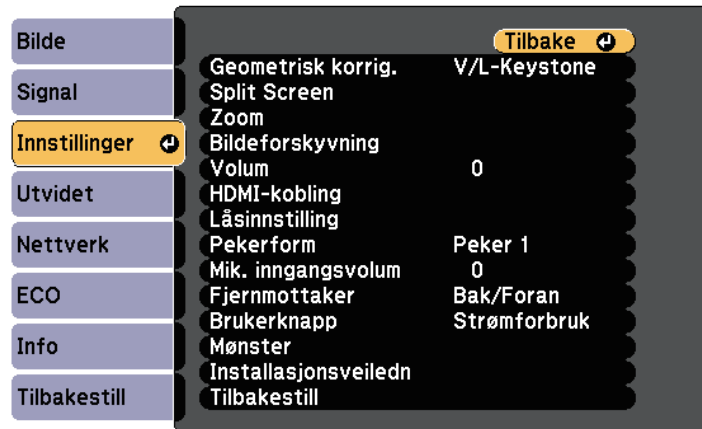 Bilde
Signal
Innstillinger
Utvidet
Nettverk
ECO
Info
Tilbakestill
Tilbake
Geometrisk korrig. V/L-Keystone
Split Screen
Zoom
Bildeforskyvning
Volum 0
HDMI-kobling
Låsinnstilling
Pekerform Peker 1
Mik. inngangsvolum 0
Fjernmottaker Bak/Foran
Brukerknapp Strømforbruk
Mønster
Installasjonsveiledn
Tilbakestill